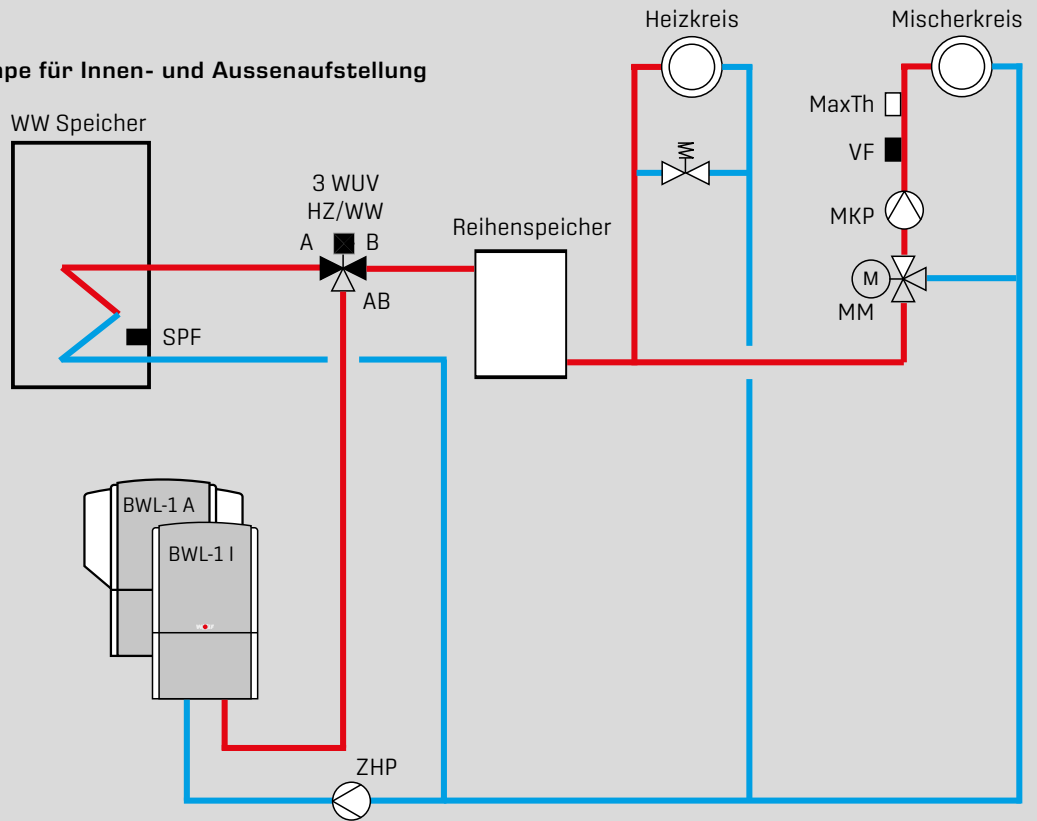 Heizkreis
Mischerkreis
für Innen- und Aussenaufstellung
WW Speicher
MaxTh
VF
3 WUV
HZ/WW
A
B
AB
Reihenspeicher
MKP
M
MM
SPF
BWL-1 A
BWL-1 I
ZHP